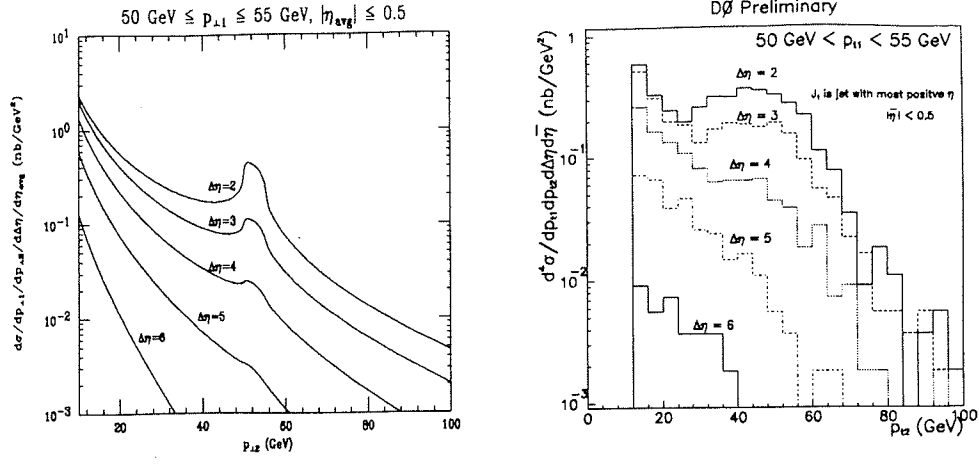 50 GeV ≤ p⊥1 ≤ 55 GeV, |ηavg| ≤ 0.5
dσ/dp⊥1/dp⊥2/dΔη/dηavg (nb/GeV²)
10¹
10⁰
10⁻¹
10⁻²
10⁻³
Δη=2
Δη=3
Δη=4
Δη=5
Δη=6
20 40 60 80 100
p⊥2 (GeV)
DØ Preliminary
50 GeV < pt1 < 55 GeV
J₁ is jet with most positve η
|η̅| < 0.5
d⁴σ/dpt1dpt2dΔηdη̅ (nb/GeV²)
1
10⁻¹
10⁻²
10⁻³
Δη = 2
Δη = 3
Δη = 4
Δη = 5
Δη = 6
0 20 40 60 80 100
pt2 (GeV)